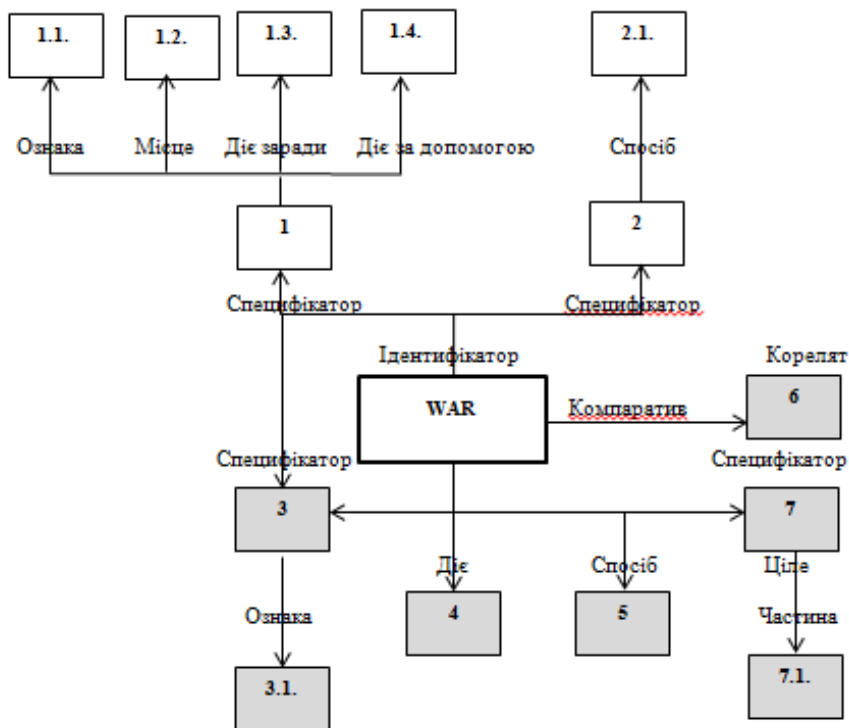 1.1.
1.2.
1.3.
1.4.
2.1.
Ознака
Місце
Діє заради
Діє за допомогою
Спосіб
1
2
Специфікатор
Специфікатор
Ідентифікатор
Корелят
WAR
Компаратив
6
Специфікатор
Специфікатор
3
7
Діє
Спосіб
Ціле
4
5
Ознака
Частина
3.1.
7.1.